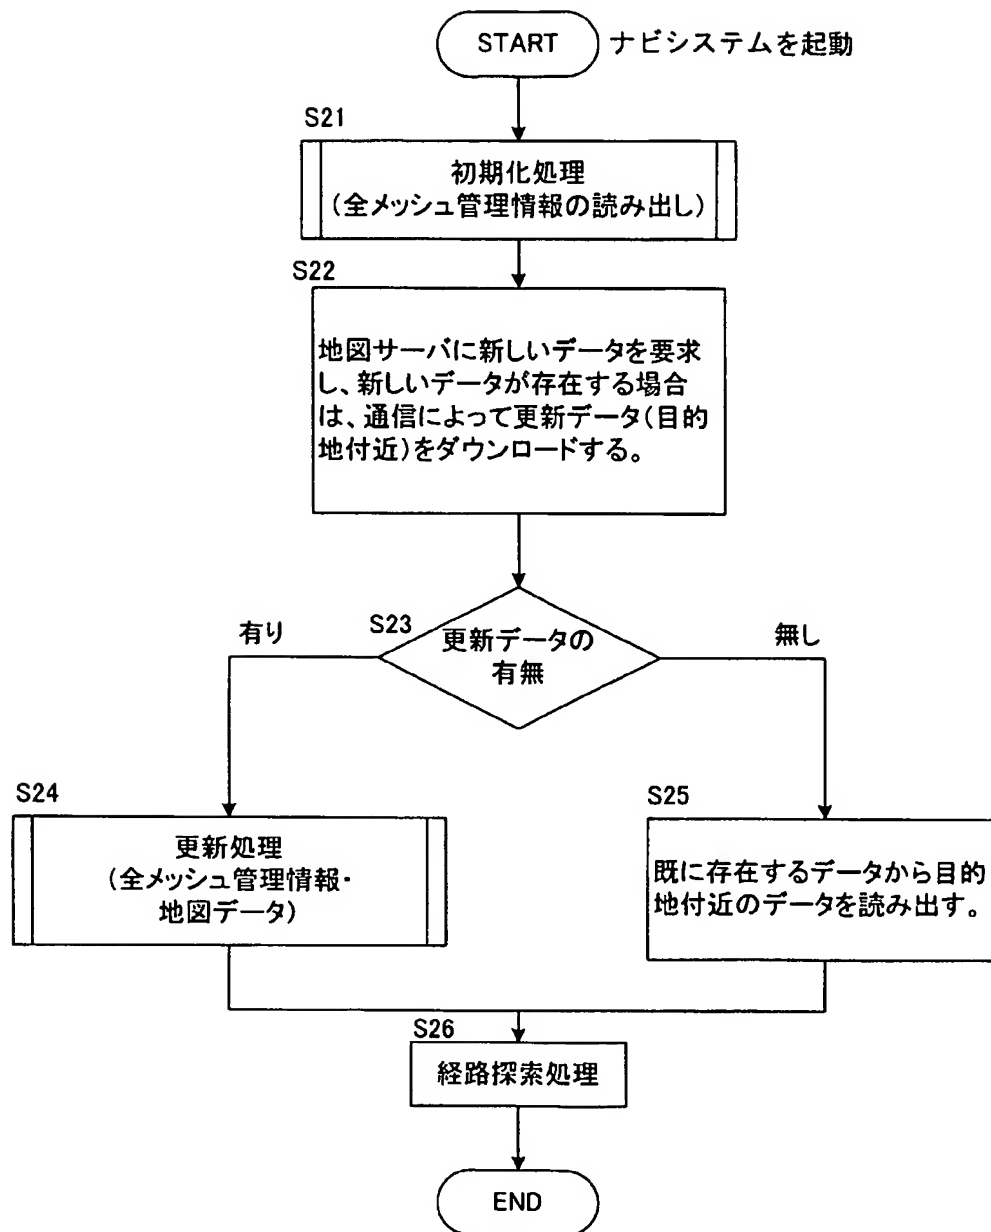 START
ナビシステムを起動
S21
初期化処理
(全メッシュ管理情報の読み出し)
S22
地図サーバに新しいデータを要求
し、新しいデータが存在する場合
は、通信によって更新データ(目的
地付近)をダウンロードする。
S23
更新データの
有無
有り
無し
S24
更新処理
(全メッシュ管理情報・
地図データ)
S25
既に存在するデータから目的
地付近のデータを読み出す。
S26
経路探索処理
END